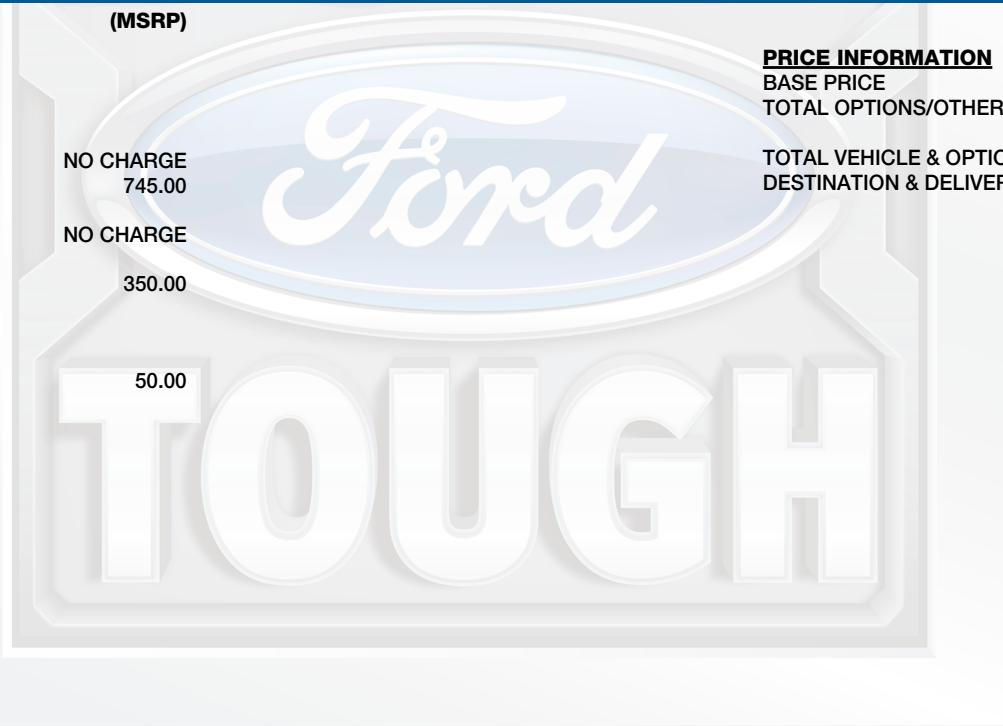 (MSRP)
NO CHARGE
745.00
NO CHARGE
350.00
50.00
PRICE INFORMATION
BASE PRICE
TOTAL OPTIONS/OTHER
TOTAL VEHICLE & OPTIO
DESTINATION & DELIVER
Ford
TOUGH